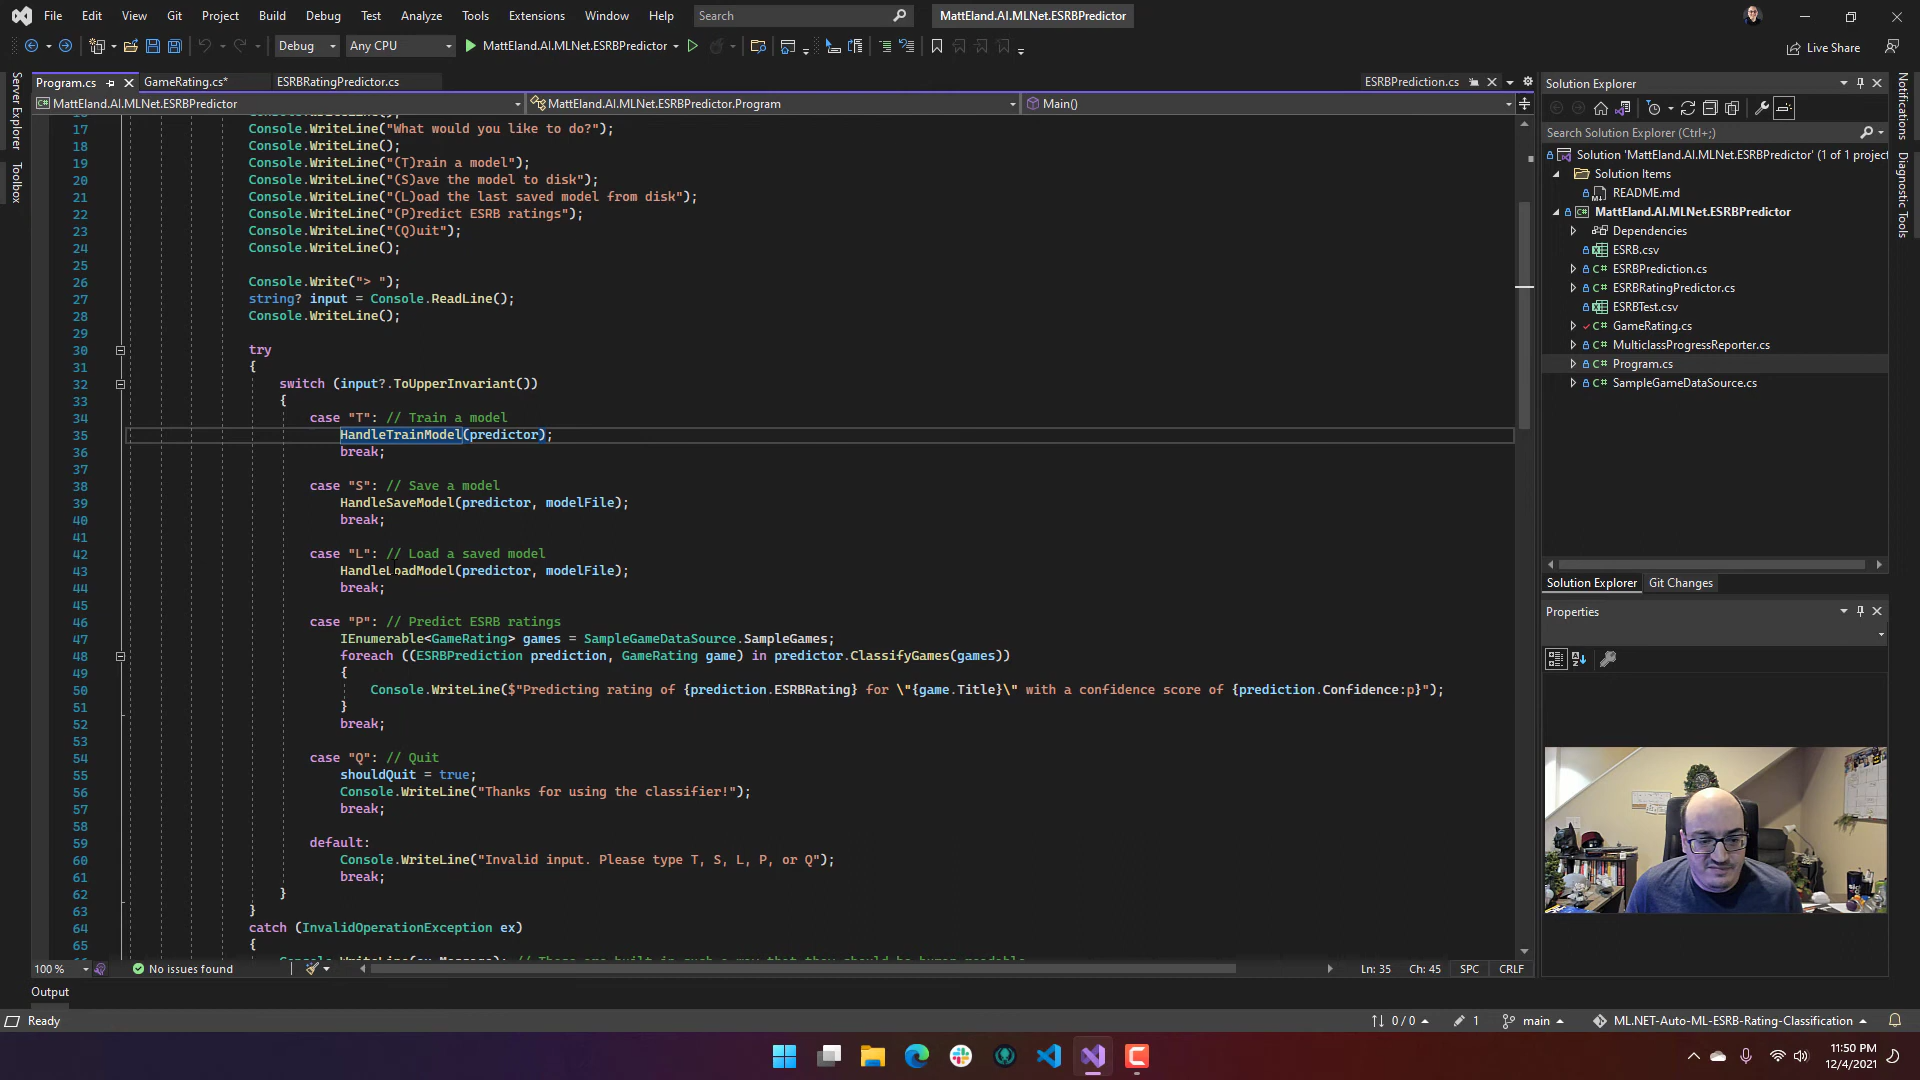 File Edit View Git Project Build Debug Test Analyze Tools Extensions Window Help Search MattEland.AI.MLNet.ESRBPredictor
Debug Any CPU MattEland.AI.MLNet.ESRBPredictor Live Share
Server Explorer
Toolbox
Program.cs GameRating.cs* ESRBRatingPredictor.cs ESRBPrediction.cs
MattEland.AI.MLNet.ESRBPredictor MattEland.AI.MLNet.ESRBPredictor.Program Main()
17 Console.WriteLine("What would you like to do?");
18 Console.WriteLine();
19 Console.WriteLine("(T)rain a model");
20 Console.WriteLine("(S)ave the model to disk");
21 Console.WriteLine("(L)oad the last saved model from disk");
22 Console.WriteLine("(P)redict ESRB ratings");
23 Console.WriteLine("(Q)uit");
24 Console.WriteLine();
25
26 Console.Write("> ");
27 string? input = Console.ReadLine();
28 Console.WriteLine();
29
30 try
31 {
32 switch (input?.ToUpperInvariant())
33 {
34 case "T": // Train a model
35 HandleTrainModel(predictor);
36 break;
37
38 case "S": // Save a model
39 HandleSaveModel(predictor, modelFile);
40 break;
41
42 case "L": // Load a saved model
43 HandleLoadModel(predictor, modelFile);
44 break;
45
46 case "P": // Predict ESRB ratings
47 IEnumerable<GameRating> games = SampleGameDataSource.SampleGames;
48 foreach ((ESRBPrediction prediction, GameRating game) in predictor.ClassifyGames(games))
49 {
50 Console.WriteLine($"Predicting rating of {prediction.ESRBRating} for \"{game.Title}\" with a confidence score of {prediction.Confidence:p}");
51 }
52 break;
53
54 case "Q": // Quit
55 shouldQuit = true;
56 Console.WriteLine("Thanks for using the classifier!");
57 break;
58
59 default:
60 Console.WriteLine("Invalid input. Please type T, S, L, P, or Q");
61 break;
62 }
63 }
64 catch (InvalidOperationException ex)
65 {
100 % No issues found Ln: 35 Ch: 45 SPC CRLF
Output
Ready 0 / 0 1 main ML.NET-Auto-ML-ESRB-Rating-Classification
Solution Explorer
Search Solution Explorer (Ctrl+;)
Solution 'MattEland.AI.MLNet.ESRBPredictor' (1 of 1 project
Solution Items
README.md
MattEland.AI.MLNet.ESRBPredictor
Dependencies
ESRB.csv
ESRBPrediction.cs
ESRBRatingPredictor.cs
ESRBTest.csv
GameRating.cs
MulticlassProgressReporter.cs
Program.cs
SampleGameDataSource.cs
Solution Explorer Git Changes
Properties
Notifications
Diagnostic Tools
11:50 PM
12/4/2021